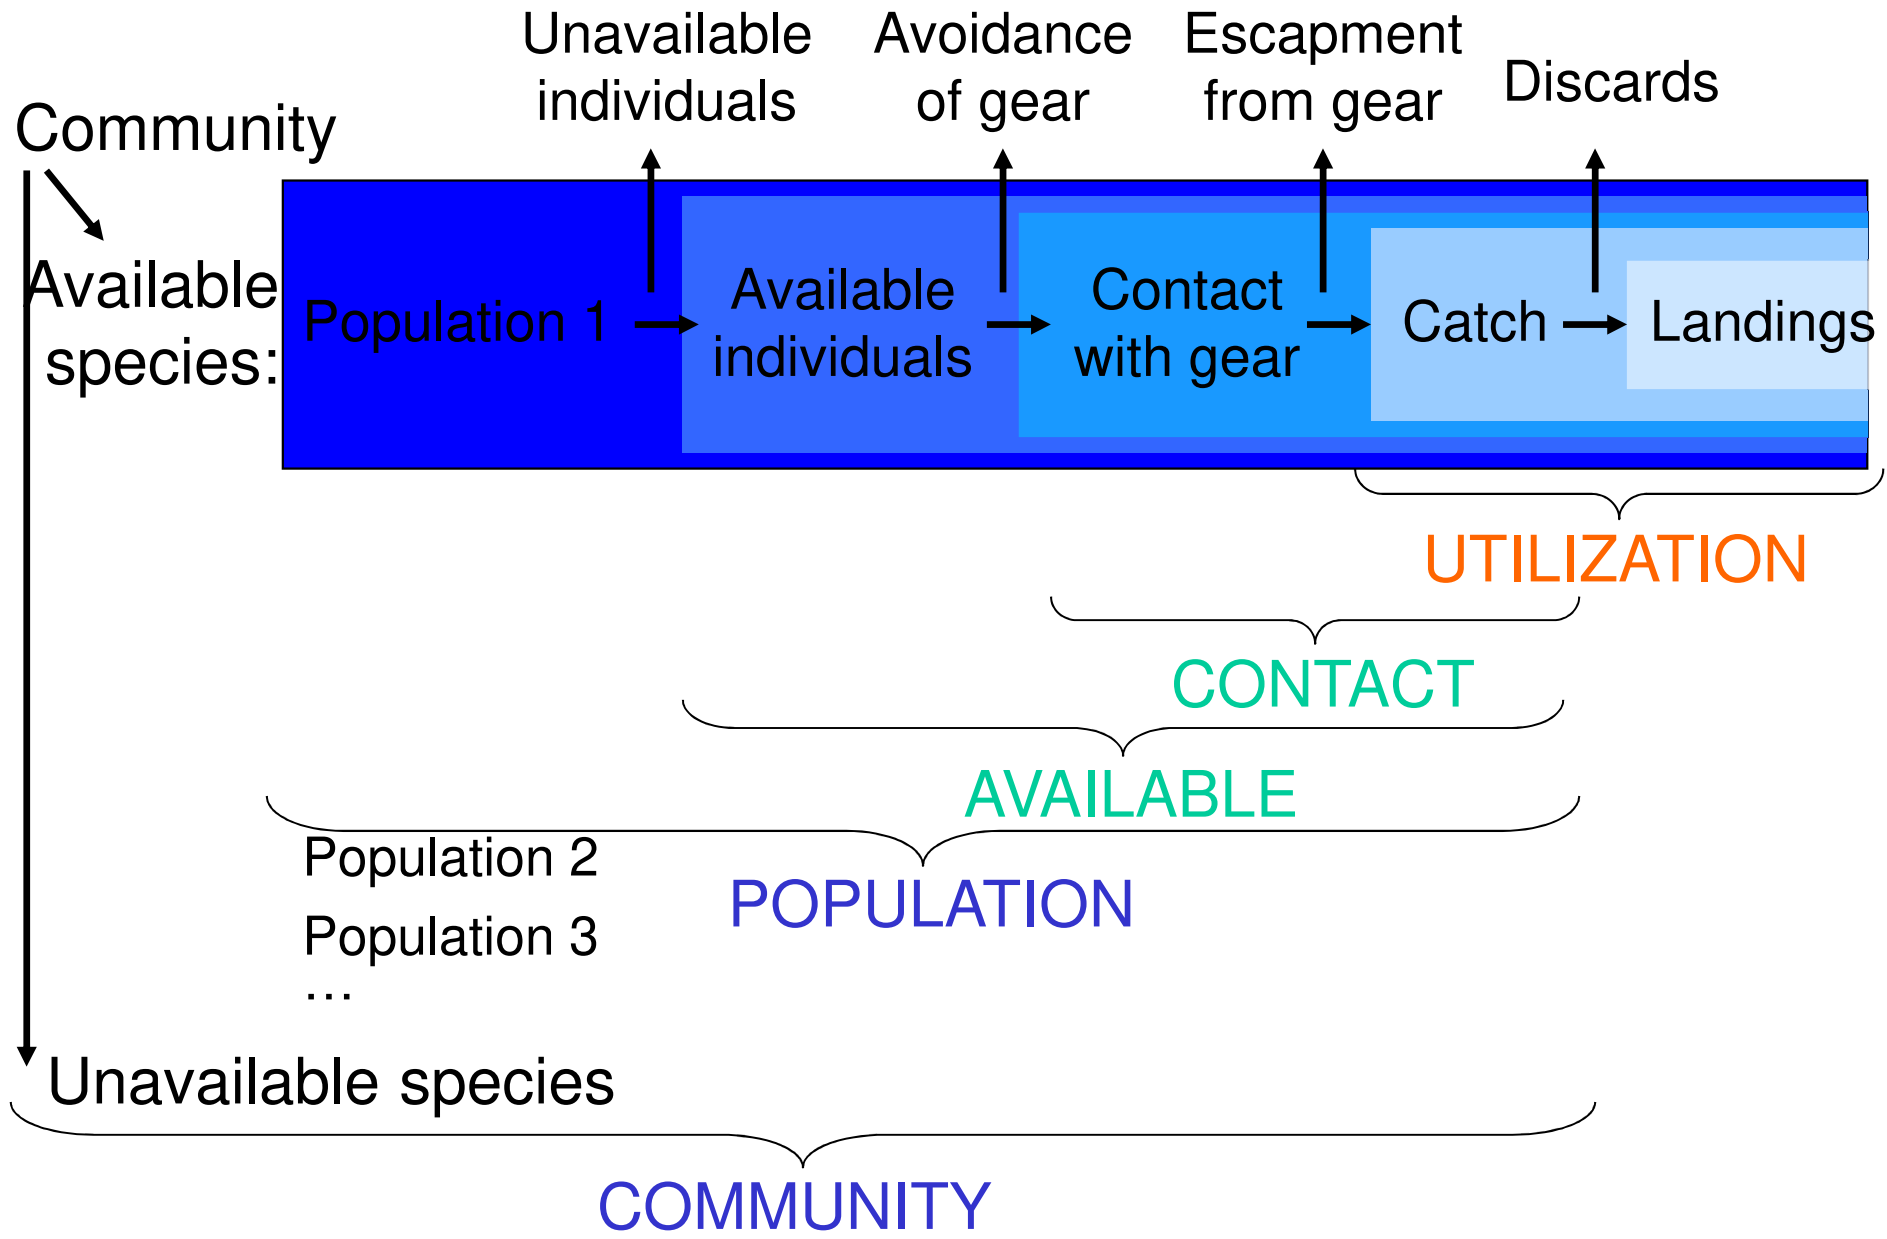 Unavailable
individuals
Avoidance
of gear
Escapment
from gear
Discards
Community
Available
species:
Population 1
Available
individuals
Contact
with gear
Catch
Landings
UTILIZATION
CONTACT
AVAILABLE
Population 2
POPULATION
Population 3
…
Unavailable species
COMMUNITY